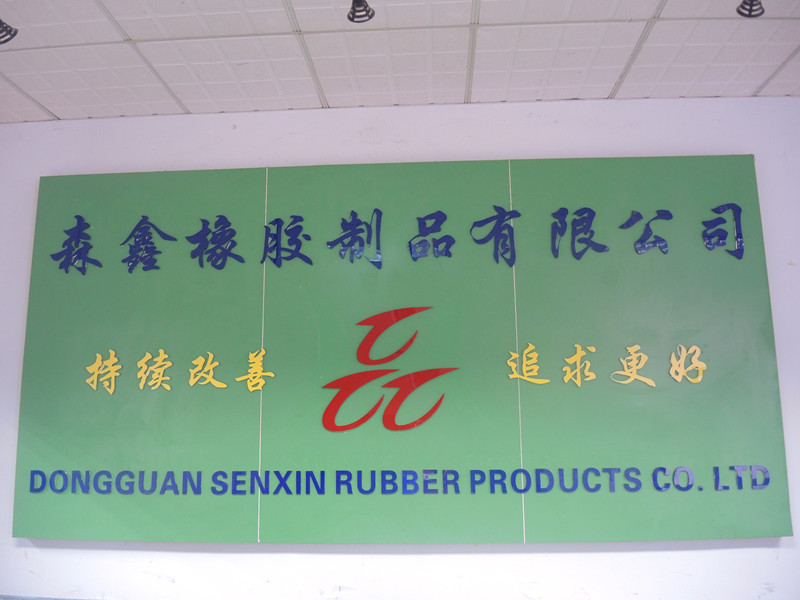 森鑫橡胶制品有限公司
持续改善 追求更好
DONGGUAN SENXIN RUBBER PRODUCTS CO. LTD